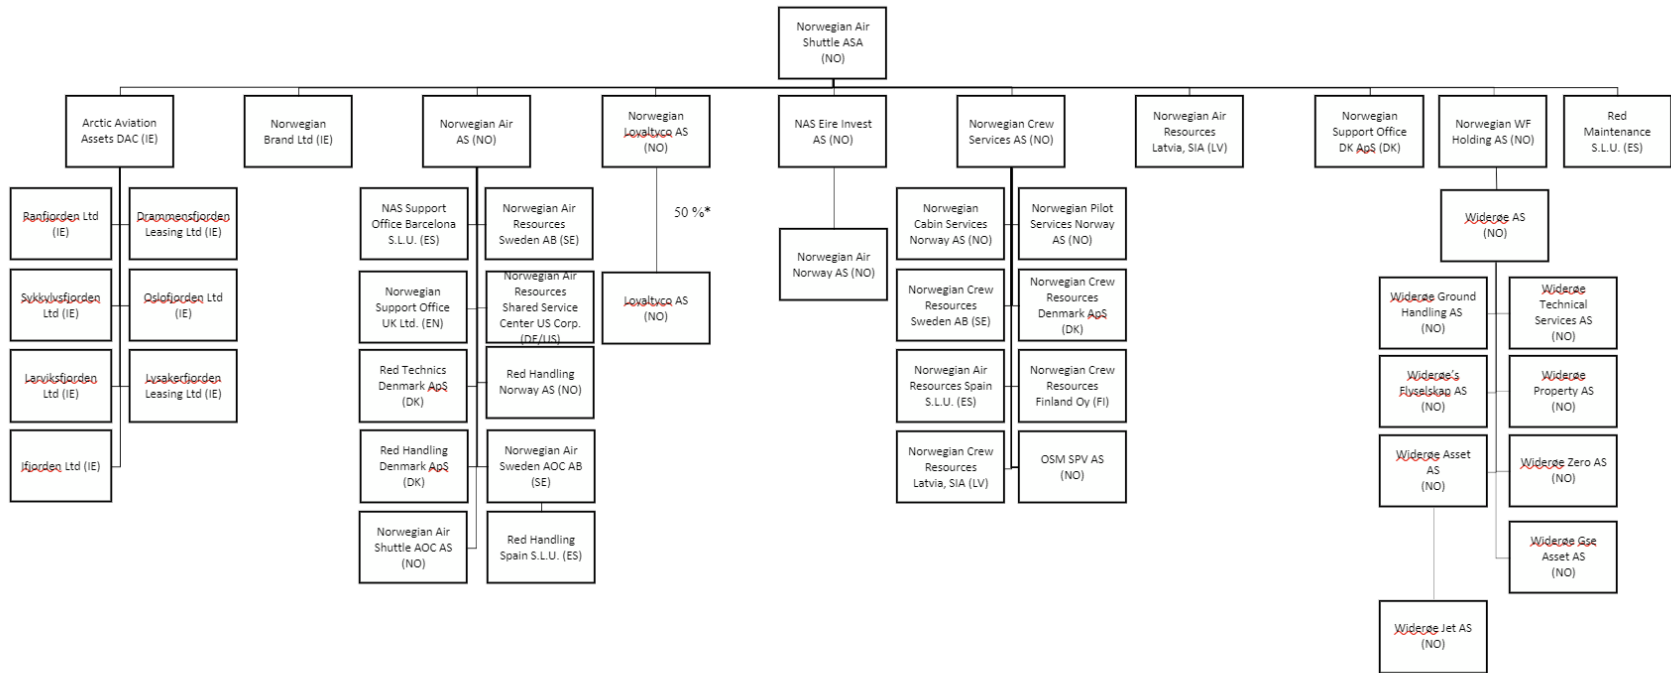 Norwegian Air
Shuttle ASA
(NO)
Arctic Aviation
Assets DAC (IE)
Norwegian
Brand Ltd (IE)
Norwegian Air
AS (NO)
Norwegian
Loyaltyco AS
(NO)
NAS Eire Invest
AS (NO)
Norwegian Crew
Services AS (NO)
Norwegian Air
Resources
Latvia, SIA (LV)
Norwegian
Support Office
DK ApS (DK)
Norwegian WF
Holding AS (NO)
Red
Maintenance
S.L.U. (ES)
Ranfjorden Ltd
(IE)
Drammensfjorden
Leasing Ltd (IE)
Sykkylvsfjorden
Ltd (IE)
Oslofjorden Ltd
(IE)
Larviksfjorden
Ltd (IE)
Lysakerfjorden
Leasing Ltd (IE)
Ifjorden Ltd (IE)
NAS Support
Office Barcelona
S.L.U. (ES)
Norwegian Air
Resources
Sweden AB (SE)
Norwegian
Support Office
UK Ltd. (EN)
Norwegian Air
Resources
Shared Service
Center US Corp.
(DE/US)
Red Technics
Denmark ApS
(DK)
Red Handling
Norway AS (NO)
Red Handling
Denmark ApS
(DK)
Norwegian Air
Sweden AOC AB
(SE)
Norwegian Air
Shuttle AOC AS
(NO)
Red Handling
Spain S.L.U. (ES)
50 %*
Loyaltyco AS
(NO)
Norwegian Air
Norway AS (NO)
Norwegian
Cabin Services
Norway AS (NO)
Norwegian Pilot
Services Norway
AS (NO)
Norwegian Crew
Resources
Sweden AB (SE)
Norwegian Crew
Resources
Denmark ApS
(DK)
Norwegian Air
Resources Spain
S.L.U. (ES)
Norwegian Crew
Resources
Finland Oy (FI)
Norwegian Crew
Resources
Latvia, SIA (LV)
OSM SPV AS
(NO)
Widerøe AS
(NO)
Widerøe Ground
Handling AS
(NO)
Widerøe
Technical
Services AS
(NO)
Widerøe's
Flyselskap AS
(NO)
Widerøe
Property AS
(NO)
Widerøe Asset
AS
(NO)
Widerøe Zero AS
(NO)
Widerøe Gse
Asset AS
(NO)
Widerøe Jet AS
(NO)